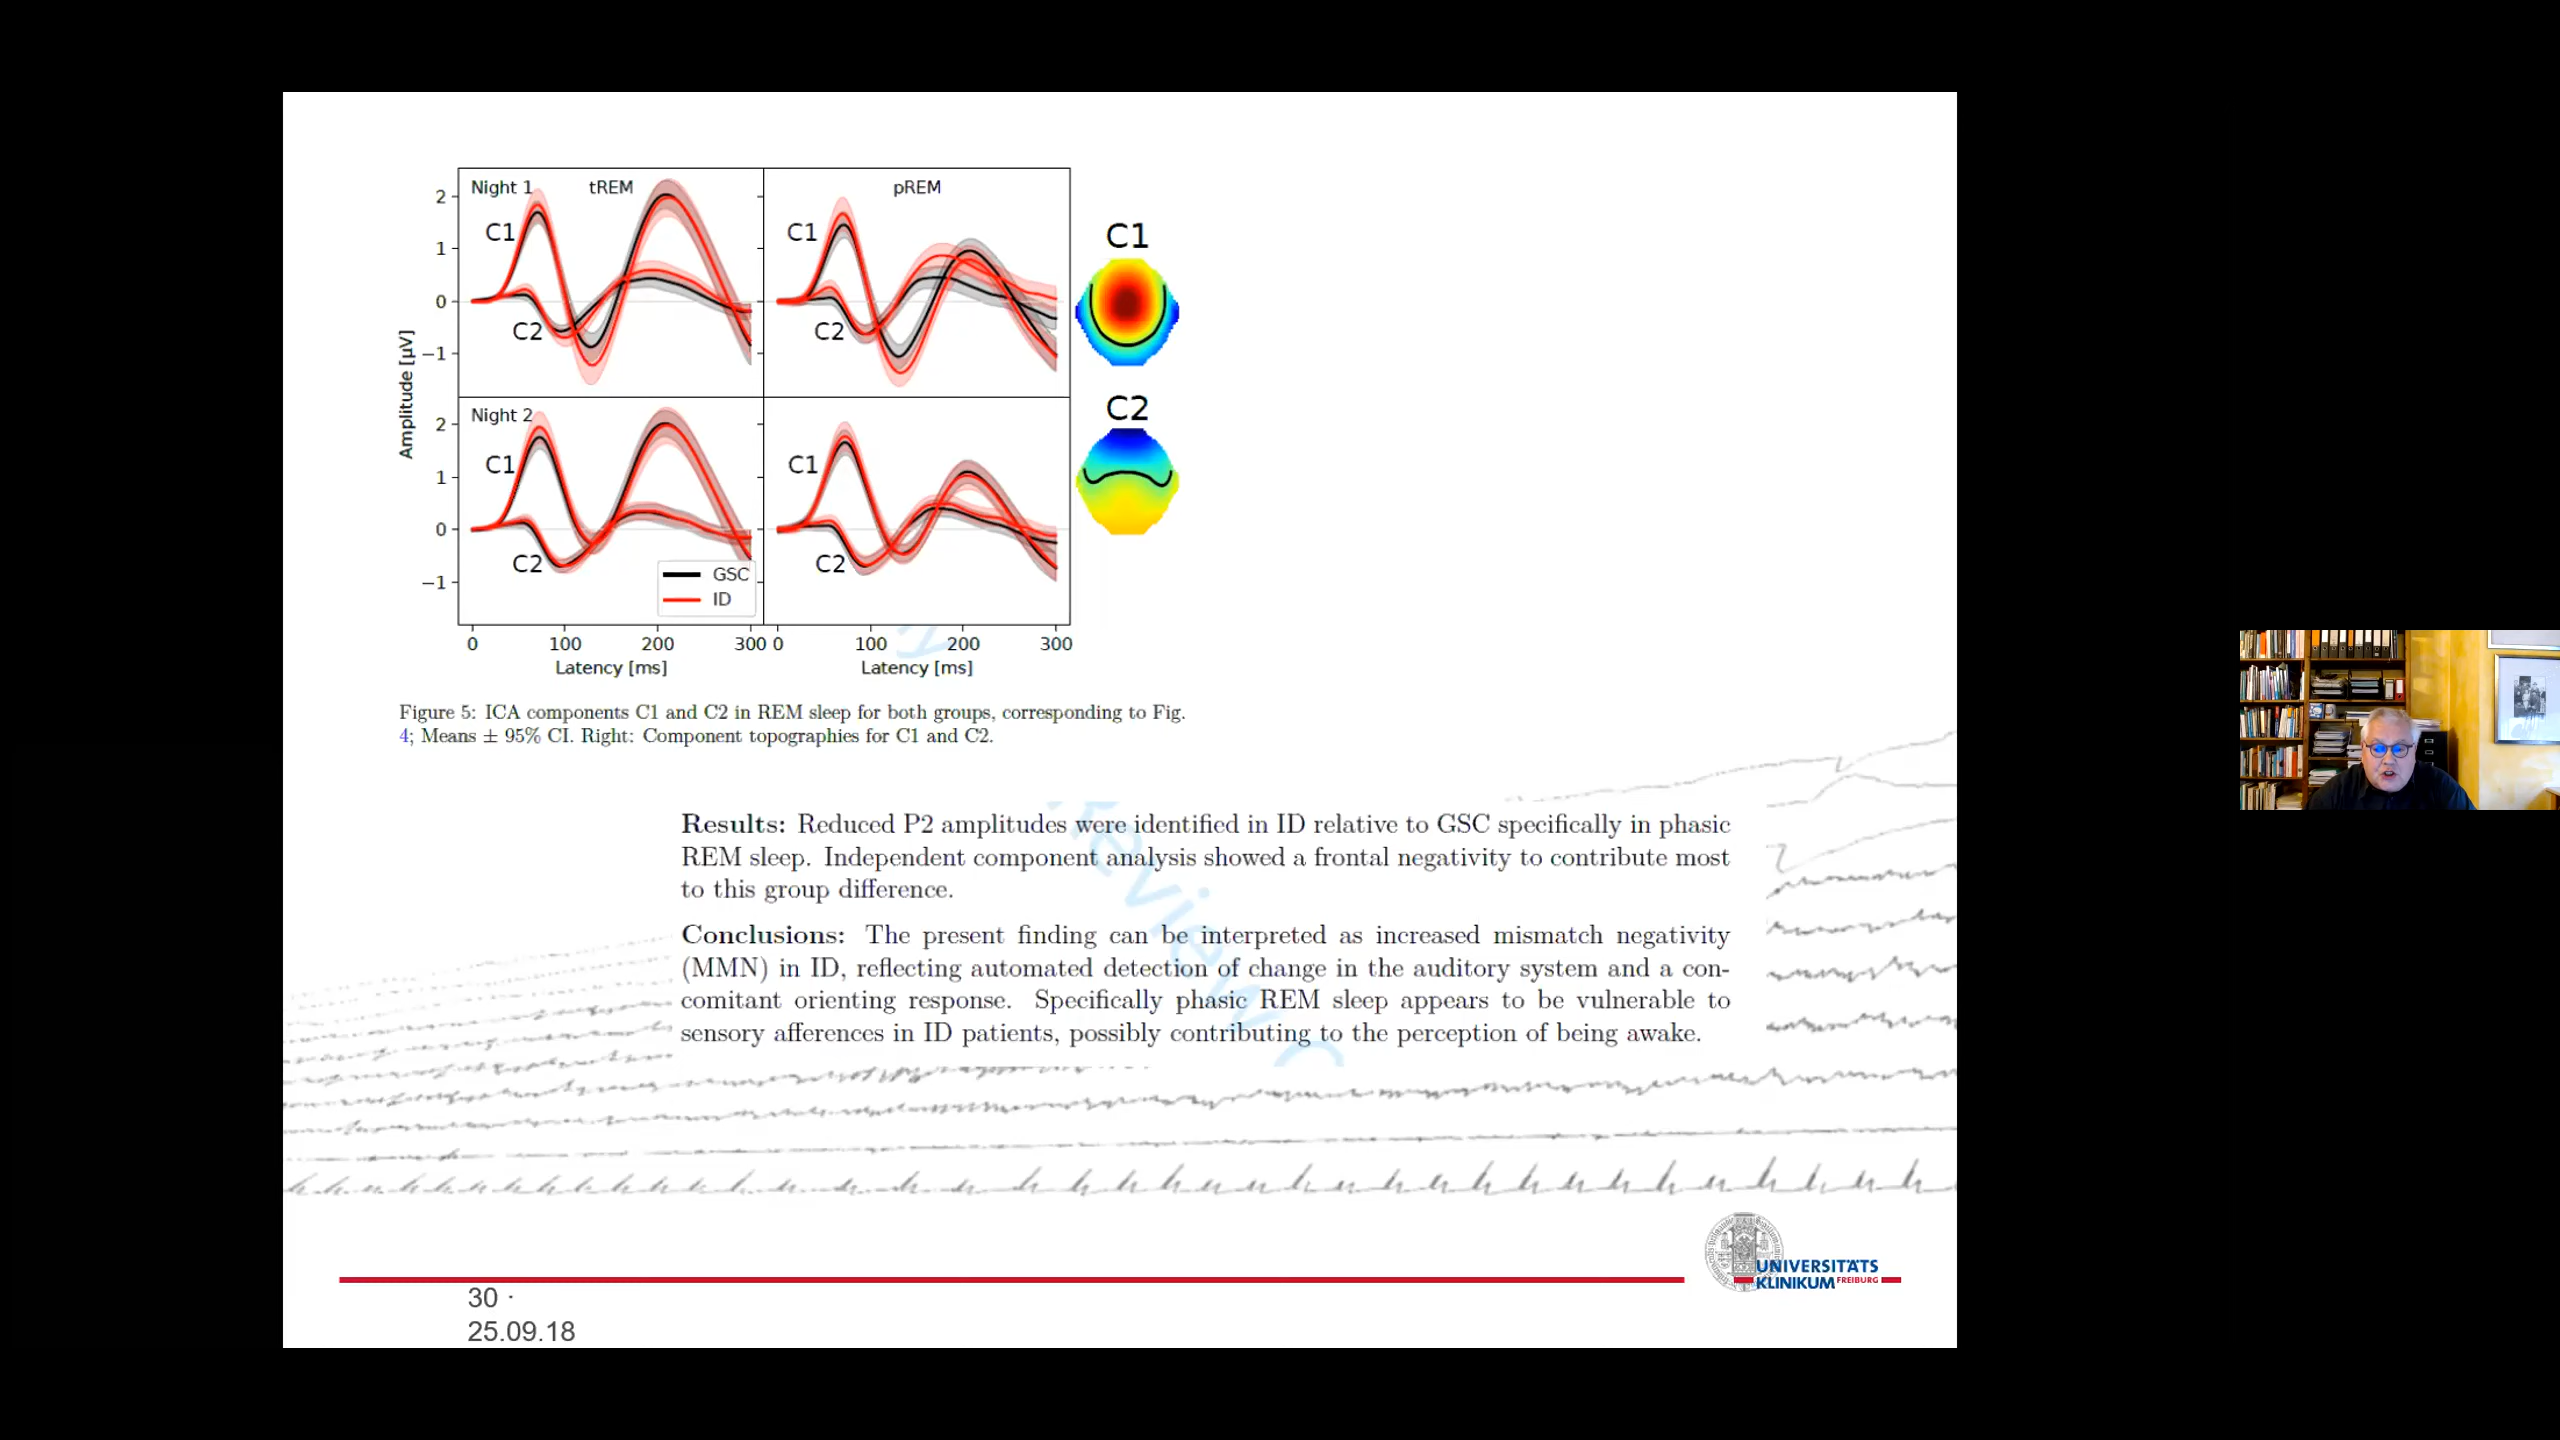 Night 1
tREM
pREM
2
1
0
−1
C1
C2
C1
C2
C1
Amplitude [µV]
Night 2
2
1
0
−1
C1
C2
C1
C2
C2
GSC
ID
0 100 200 300 0 100 200 300
Latency [ms]
Latency [ms]
Figure 5: ICA components C1 and C2 in REM sleep for both groups, corresponding to Fig.
4; Means ± 95% CI. Right: Component topographies for C1 and C2.
Results: Reduced P2 amplitudes were identified in ID relative to GSC specifically in phasic
REM sleep. Independent component analysis showed a frontal negativity to contribute most
to this group difference.
Conclusions: The present finding can be interpreted as increased mismatch negativity
(MMN) in ID, reflecting automated detection of change in the auditory system and a con-
comitant orienting response. Specifically phasic REM sleep appears to be vulnerable to
sensory afferences in ID patients, possibly contributing to the perception of being awake.
Review
UNIVERSITÄTS
KLINIKUM FREIBURG
30 ·
25.09.18